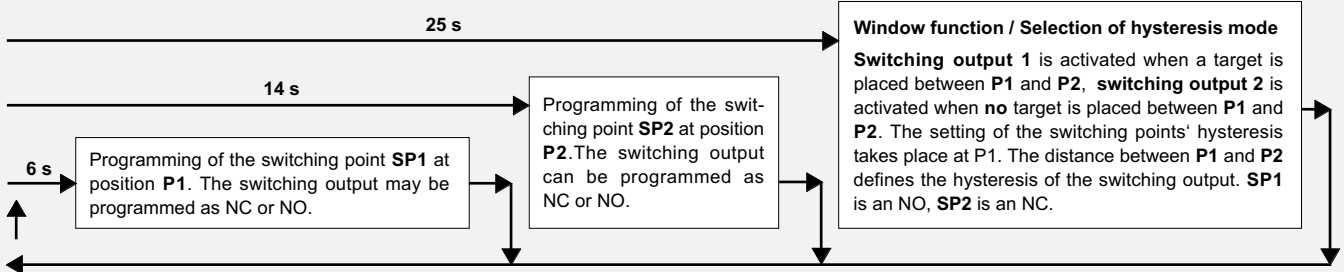 25 s
Window function / Selection of hysteresis mode
Switching output 1 is activated when a target is
placed between P1 and P2, switching output 2 is
activated when no target is placed between P1 and
P2. The setting of the switching points‘ hysteresis
takes place at P1. The distance between P1 and P2
defines the hysteresis of the switching output. SP1
is an NO, SP2 is an NC.
14 s
Programming of the swit-
ching point SP2 at position
P2.The switching output
can be programmed as
NC or NO.
6 s
Programming of the switching point SP1 at
position P1. The switching output may be
programmed as NC or NO.